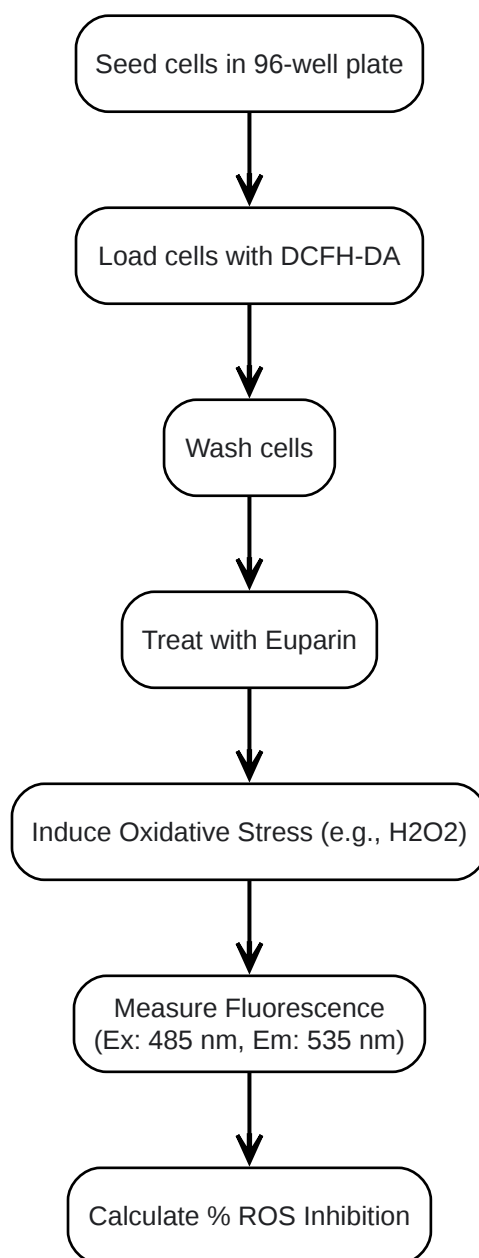 Seed cells in 96-well plate
Load cells with DCFH-DA
Wash cells
Treat with Euparin
Induce Oxidative Stress (e.g., H2O2)
Measure Fluorescence
(Ex: 485 nm, Em: 535 nm)
Calculate % ROS Inhibition